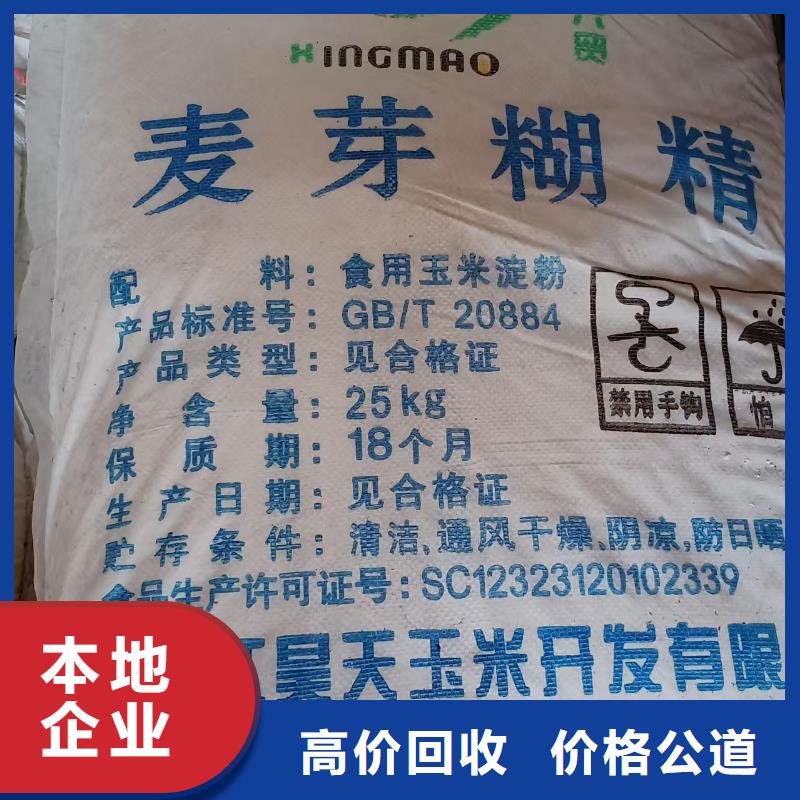 HINGMAO
贸
麦芽糊精
配料：食用玉米淀粉
产品标准号：GB/T 20884
产品类型：见合格证
净含量：25kg
保质期：18个月
生产日期：见合格证
贮存条件：清洁、通风干燥、阴凉、防日晒
食品生产许可证号：SC12323120102339
禁用手钩
怕
昊天玉米开发有限
本地
企业
高价回收 价格公道